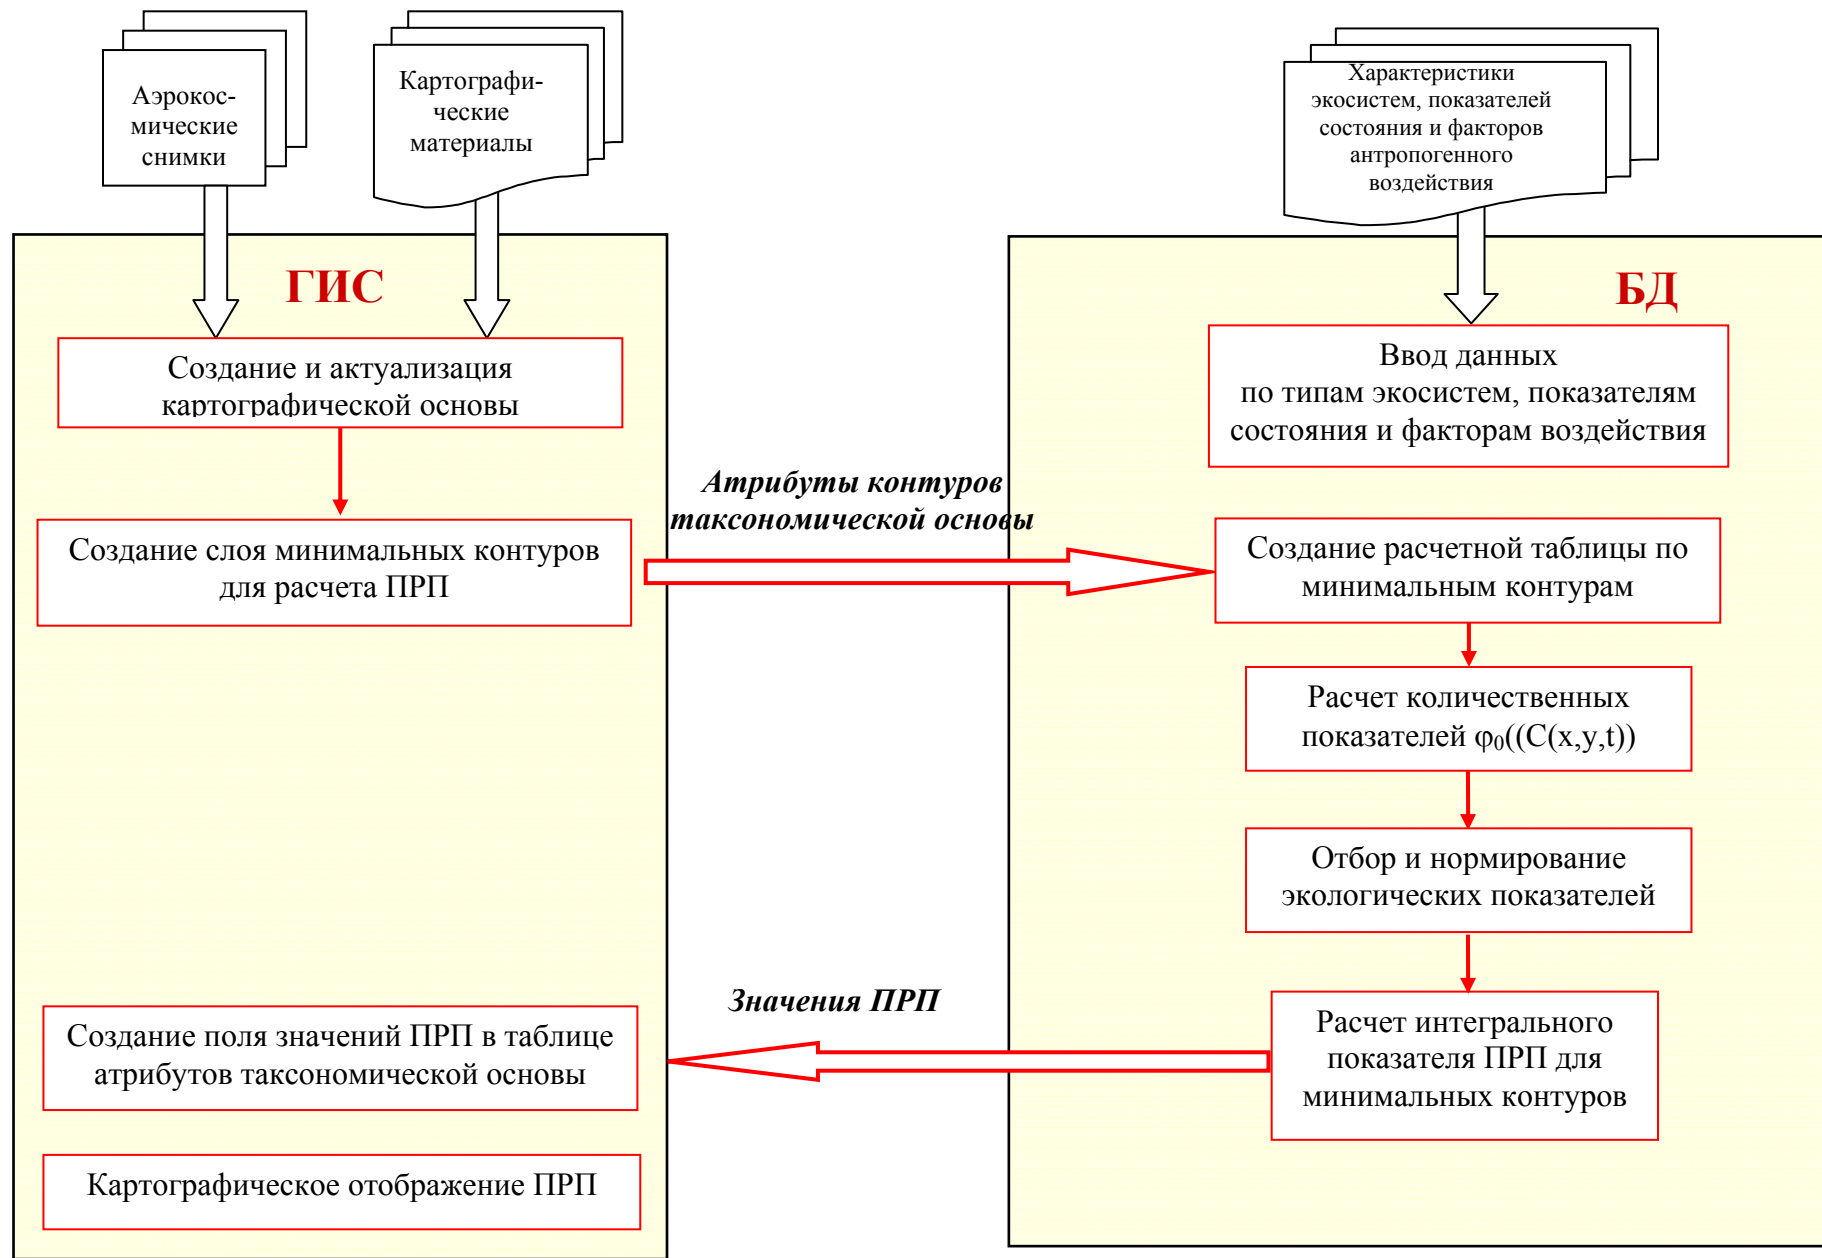 Аэрокос-
мические
снимки
Картографи-
ческие
материалы
Характеристики
экосистем, показателей
состояния и факторов
антропогенного
воздействия
ГИС
БД
Создание и актуализация
картографической основы
Ввод данных
по типам экосистем, показателям
состояния и факторам воздействия
Атрибуты контуров
таксономической основы
Создание слоя минимальных контуров
для расчета ПРП
Создание расчетной таблицы по
минимальным контурам
Расчет количественных
показателей φ₀((C(x,y,t))
Отбор и нормирование
экологических показателей
Значения ПРП
Расчет интегрального
показателя ПРП для
минимальных контуров
Создание поля значений ПРП в таблице
атрибутов таксономической основы
Картографическое отображение ПРП